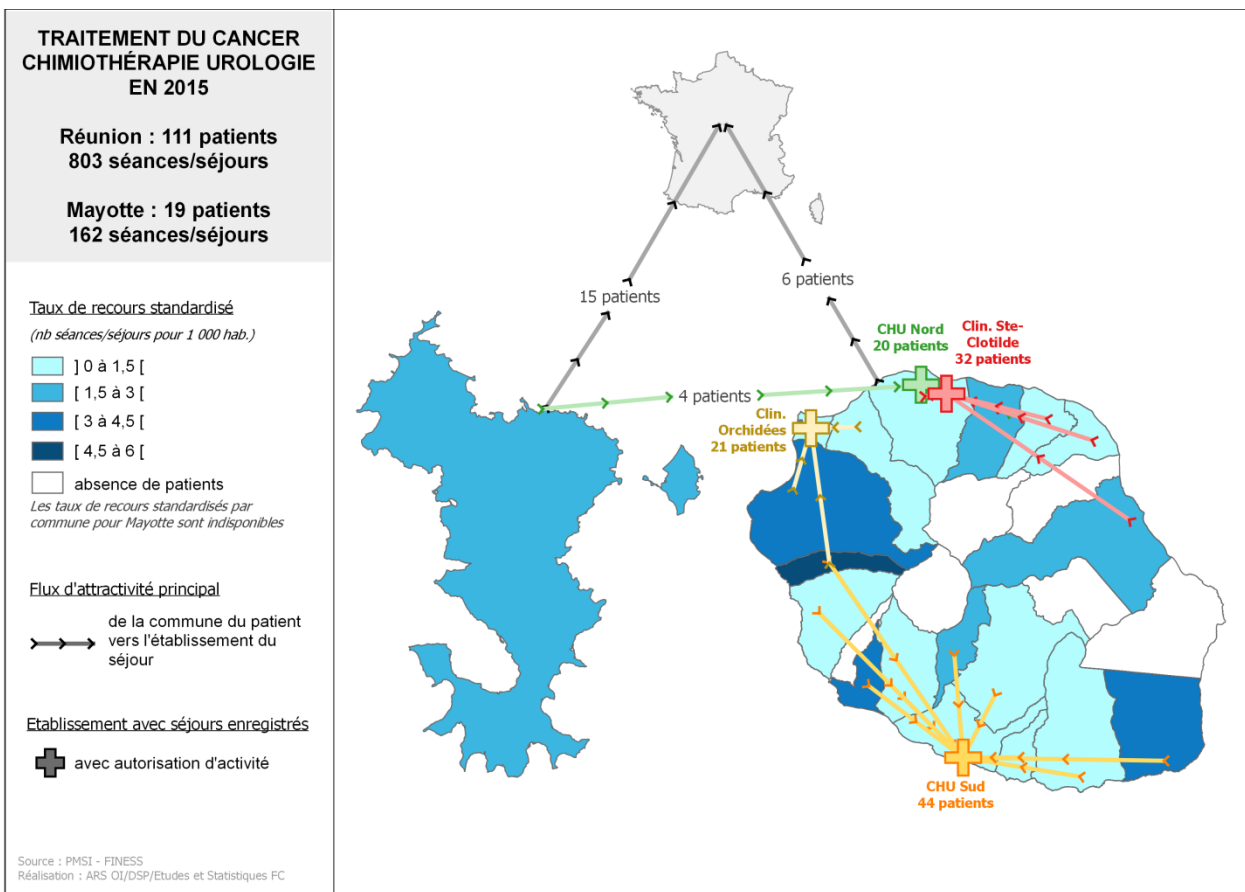 TRAITEMENT DU CANCER
CHIMIOTHÉRAPIE UROLOGIE
EN 2015
Réunion : 111 patients
803 séances/séjours
Mayotte : 19 patients
162 séances/séjours
Taux de recours standardisé
(nb séances/séjours pour 1 000 hab.)
] 0 à 1,5 [
[ 1,5 à 3 [
[ 3 à 4,5 [
[ 4,5 à 6 [
absence de patients
Les taux de recours standardisés par
commune pour Mayotte sont indisponibles
Flux d'attractivité principal
de la commune du patient
vers l'établissement du
séjour
Etablissement avec séjours enregistrés
avec autorisation d'activité
Source : PMSI - FINESS
Réalisation : ARS OI/DSP/Etudes et Statistiques FC
15 patients
6 patients
4 patients
CHU Nord
20 patients
Clin. Ste-
Clotilde
32 patients
Clin.
Orchidées
21 patients
CHU Sud
44 patients